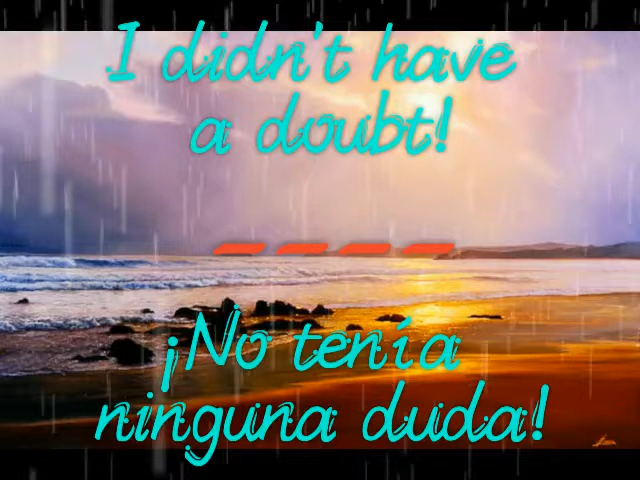 I didn't have
a doubt!
----
¡No tenía
ninguna duda!